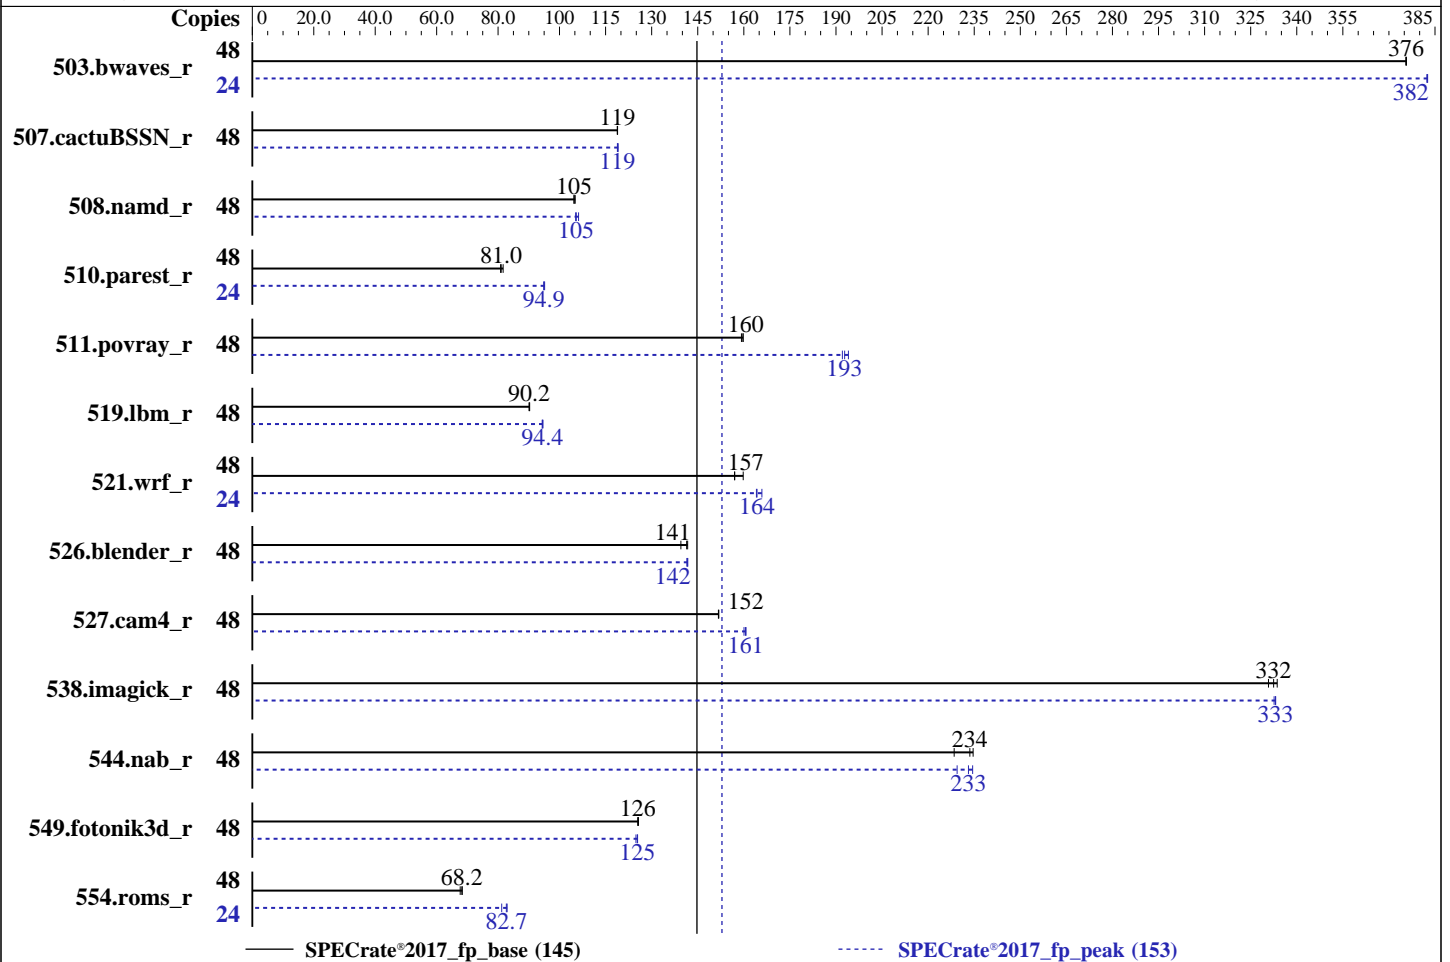 Copies 0 20.0 40.0 60.0 80.0 100 115 130 145 160 175 190 205 220 235 250 265 280 295 310 325 340 355 385
503.bwaves_r 48 376
24 382
507.cactuBSSN_r 48 119
119
508.namd_r 48 105
105
510.parest_r 48 81.0
24 94.9
511.povray_r 48 160
193
519.lbm_r 48 90.2
94.4
521.wrf_r 48 157
24 164
526.blender_r 48 141
142
527.cam4_r 48 152
161
538.imagick_r 48 332
333
544.nab_r 48 234
233
549.fotonik3d_r 48 126
125
554.roms_r 48 68.2
24 82.7
SPECrate®2017_fp_base (145) SPECrate®2017_fp_peak (153)